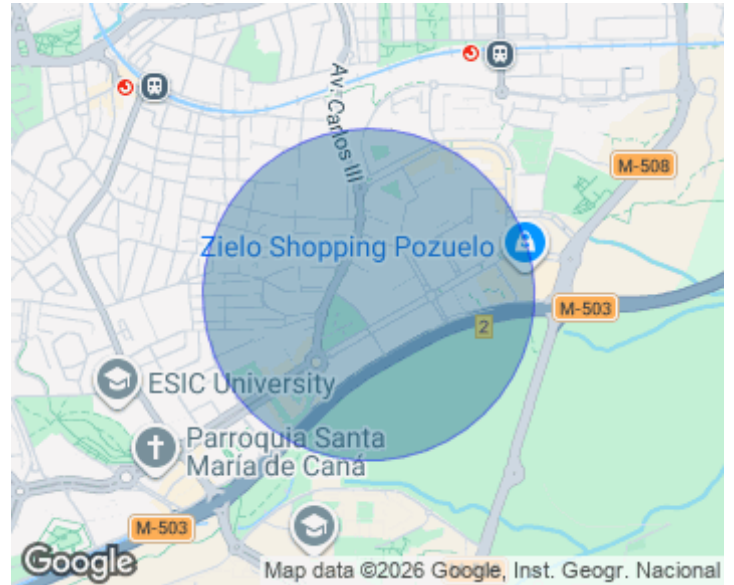 Av. Carlos III
M-508
Zielo Shopping Pozuelo
M-503
2
ESIC University
Parroquia Santa
María de Caná
M-503
Google
Map data ©2026 Google, Inst. Geogr. Nacional